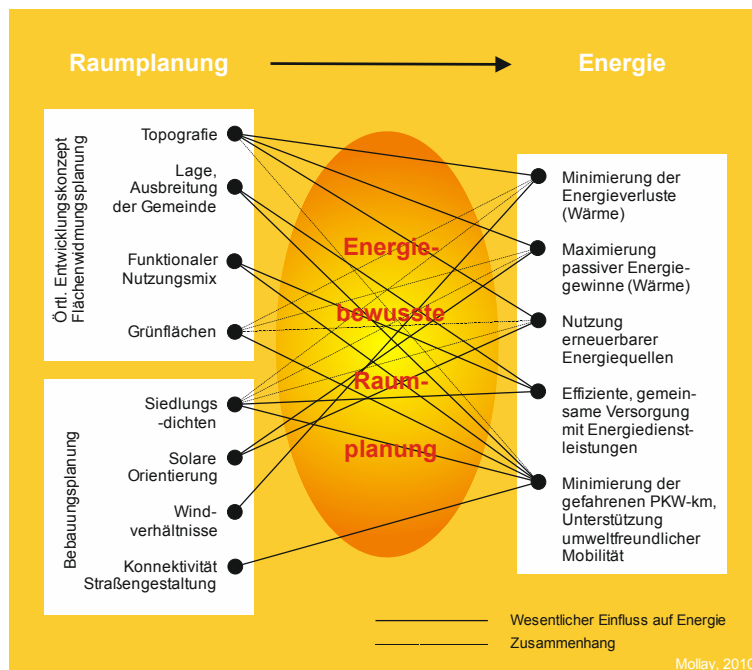 Raumplanung
Energie
Örtl. Entwicklungskonzept
Flächenwidmungsplanung
Topografie
Lage,
Ausbreitung
der Gemeinde
Funktionaler
Nutzungsmix
Grünflächen
Bebauungsplanung
Siedlungs
-dichten
Solare
Orientierung
Wind-
verhältnisse
Konnektivität
Straßengestaltung
Energie-
bewusste
Raum-
planung
Minimierung der
Energieverluste
(Wärme)
Maximierung
passiver Energie-
gewinne (Wärme)
Nutzung
erneuerbarer
Energiequellen
Effiziente, gemein-
same Versorgung
mit Energiedienst-
leistungen
Minimierung der
gefahrenen PKW-km,
Unterstützung
umweltfreundlicher
Mobilität
Wesentlicher Einfluss auf Energie
Zusammenhang
Mollay, 2010